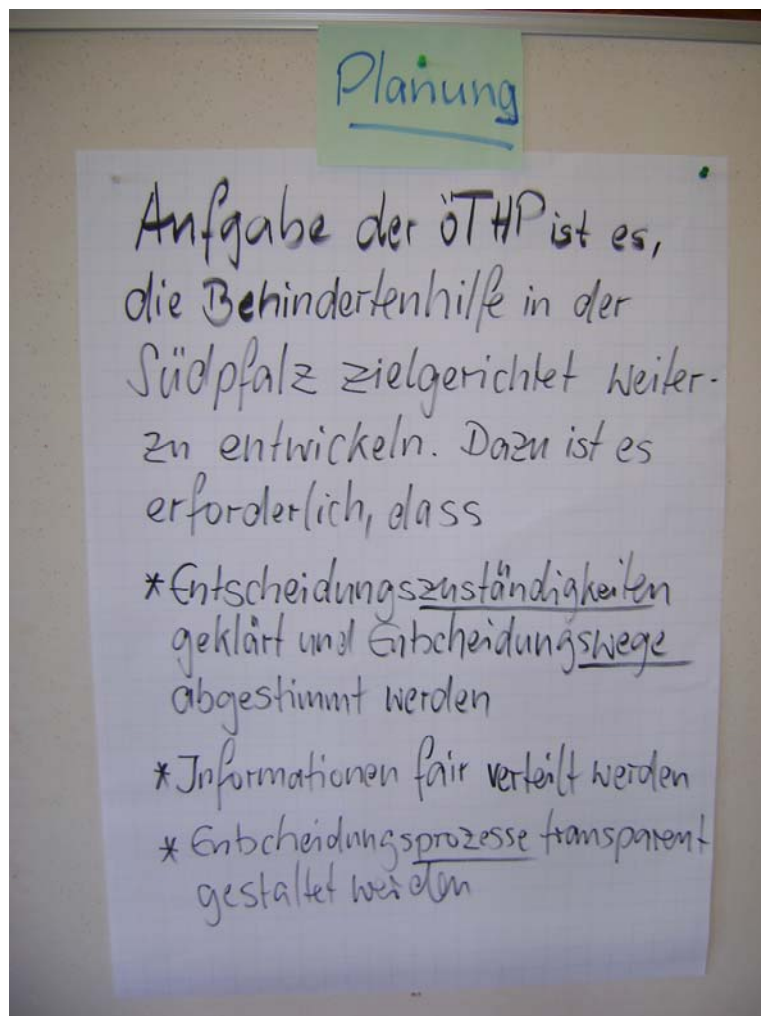 Planung
Aufgabe der öTHP ist es,
die Behindertenhilfe in der
Südpfalz zielgerichtet weiter-
zu entwickeln. Dazu ist es
erforderlich, dass
* Entscheidungszuständigkeiten
geklärt und Entscheidungswege
abgestimmt werden
* Informationen fair verteilt werden
* Entscheidungsprozesse transparent
gestaltet werden